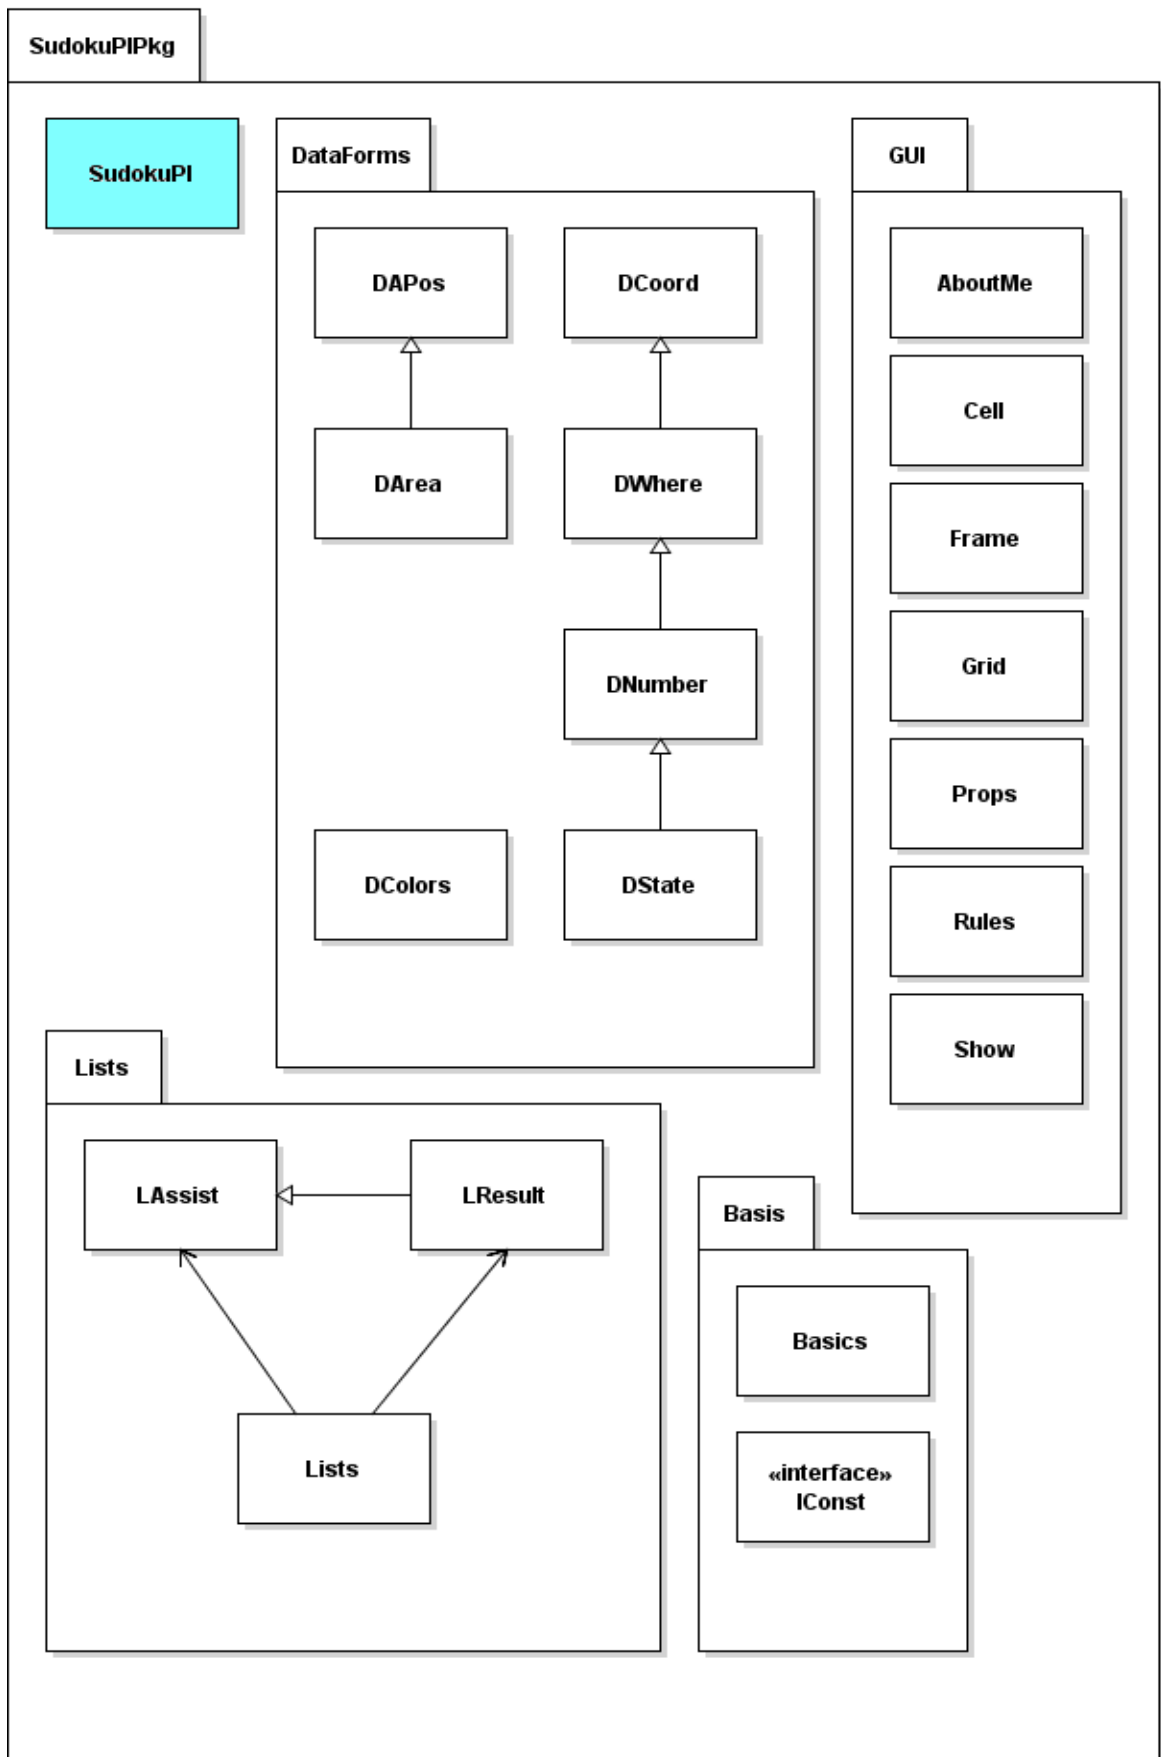 SudokuPIPkg
SudokuPI
DataForms
DAPos
DCoord
DArea
DWhere
DNumber
DColors
DState
GUI
AboutMe
Cell
Frame
Grid
Props
Rules
Show
Lists
LAssist
LResult
Lists
Basis
Basics
«interface»
IConst